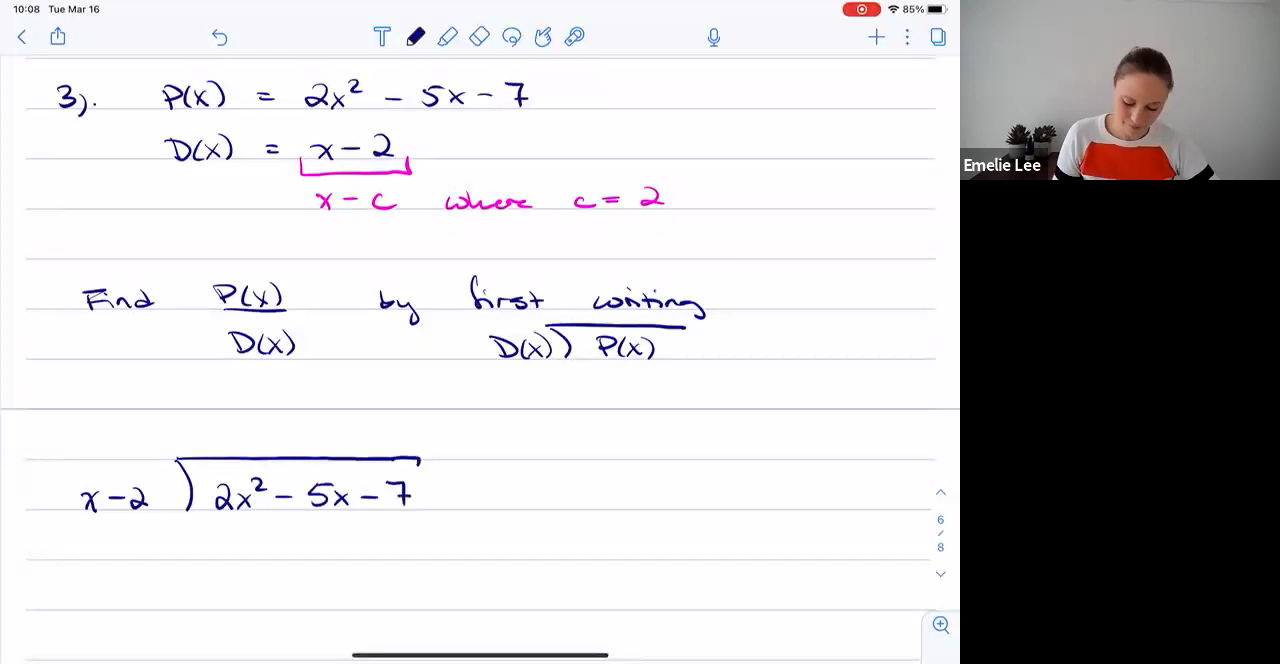 10:08 Tue Mar 16
85%
T
3). P(x) = 2x² - 5x - 7
D(x) = x - 2
x - c where c = 2
Emelie Lee
Find P(x) by first writing
D(x) D(x)) P(x)
x - 2 ) 2x² - 5x - 7
6
/
8